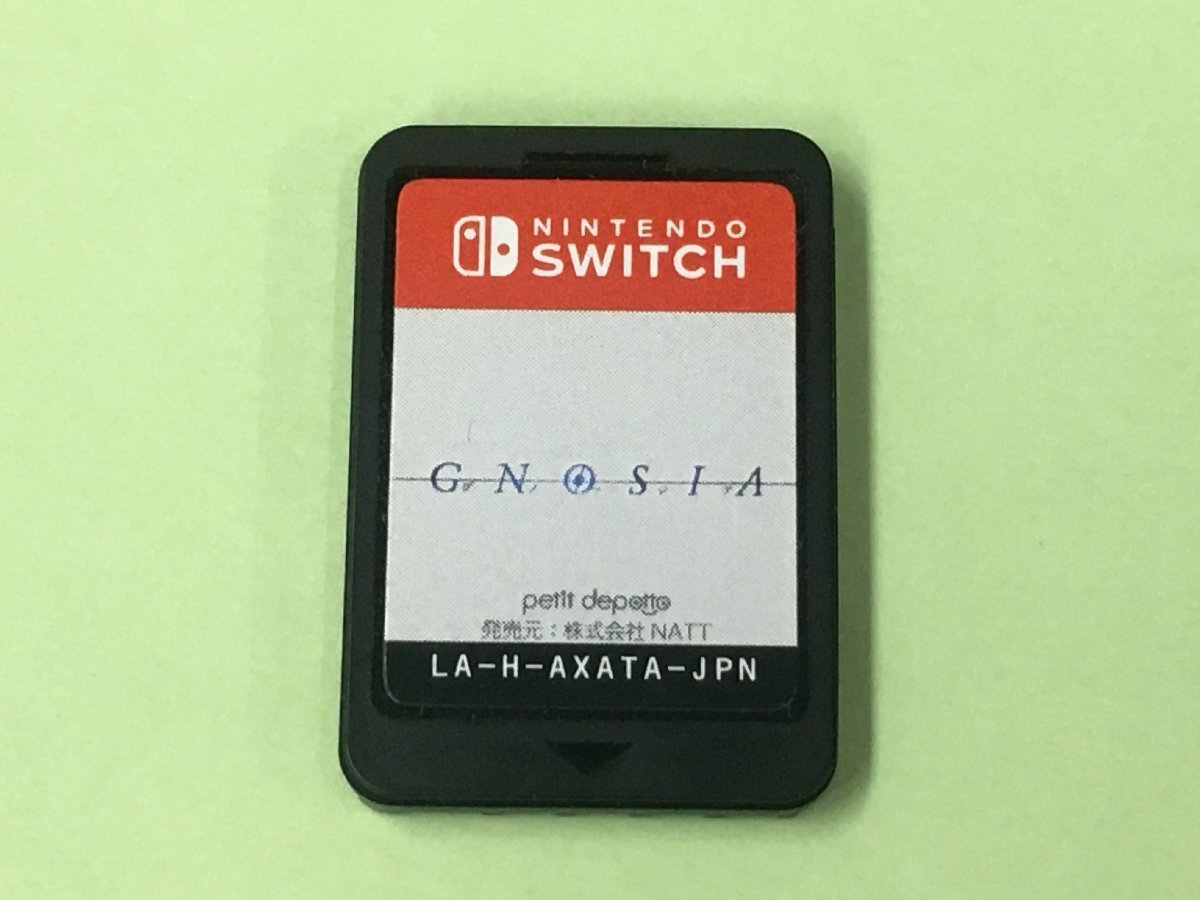 NINTENDO
SWITCH
GNOSIA
petit depotto
発売元：株式会社 NATT
LA-H-AXATA-JPN